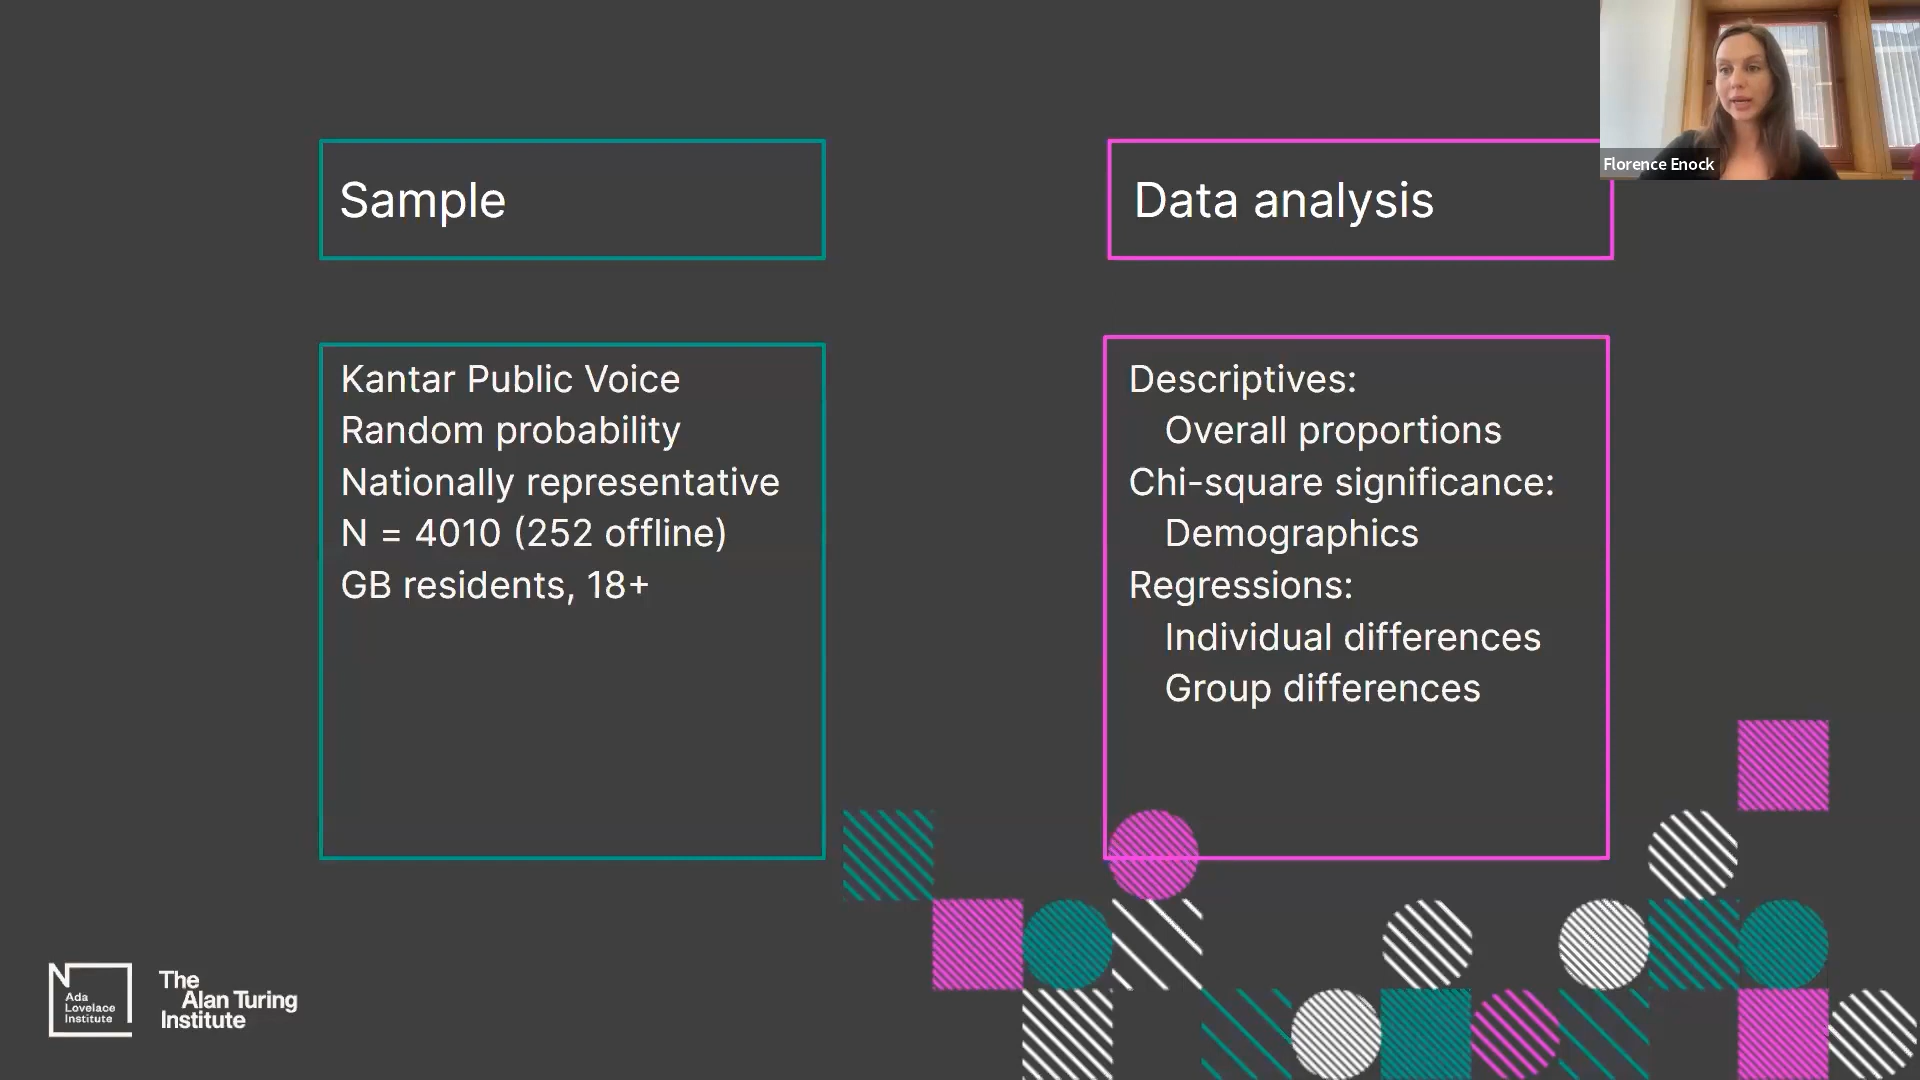 Florence Enock
Sample
Kantar Public Voice
Random probability
Nationally representative
N = 4010 (252 offline)
GB residents, 18+
Data analysis
Descriptives:
Overall proportions
Chi-square significance:
Demographics
Regressions:
Individual differences
Group differences
Ada
Lovelace
Institute
The
Alan Turing
Institute